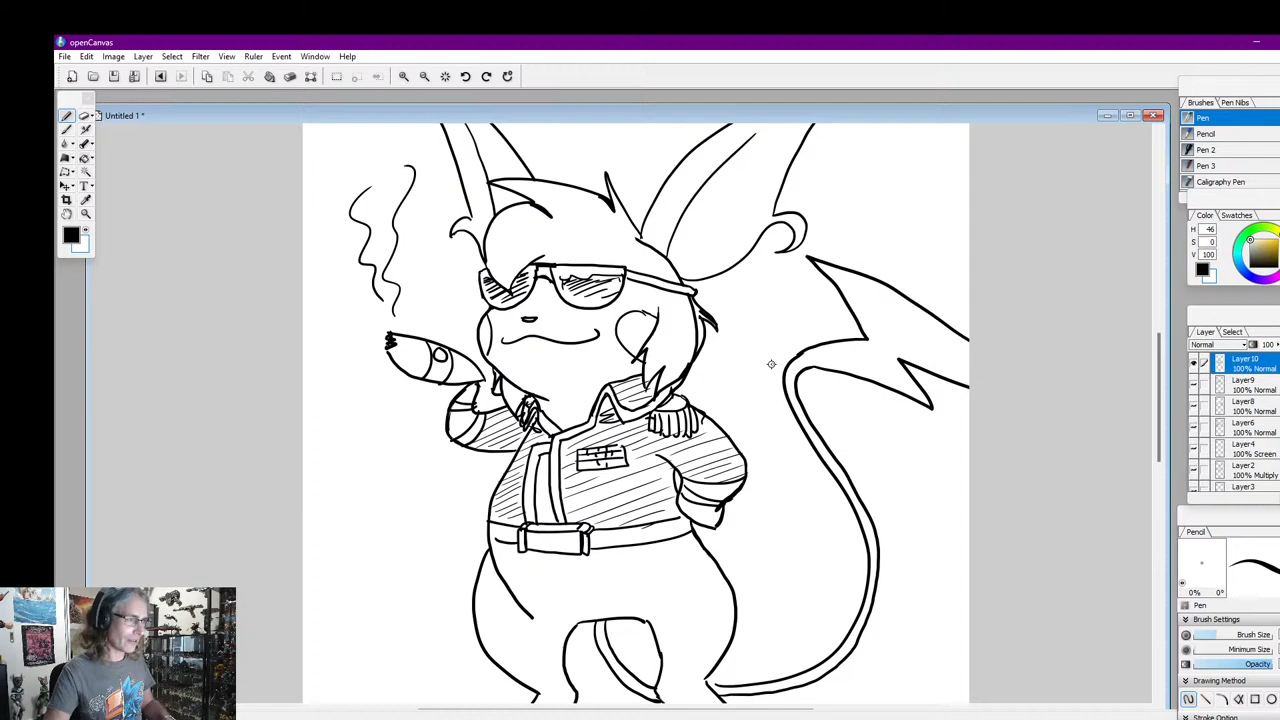 openCanvas
File Edit Image Layer Select Filter View Ruler Event Window Help
Untitled 1 *
Brushes Pen Nibs
Pen
Pencil
Pen 2
Pen 3
Caligraphy Pen
Color Swatches
H 46
S 0
V 100
Layer Select
Normal 100
Layer10
100% Normal
Layer9
100% Normal
Layer8
100% Normal
Layer6
100% Normal
Layer4
100% Screen
Layer2
100% Multiply
Layer3
Pencil
0% 0°
Pen
Brush Settings
Brush Size
Minimum Size
Opacity
Drawing Method
Stroke Option